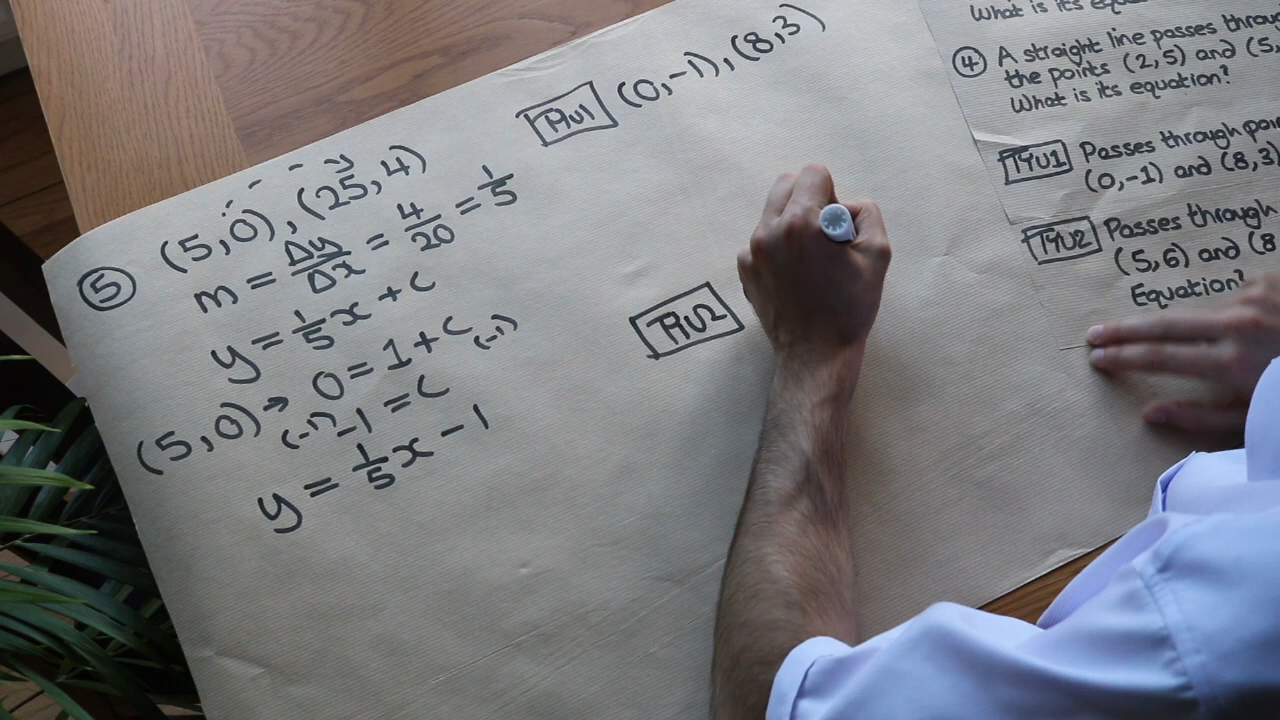 ⑤ (5,0), (25,4)
m = Δy/Δx = 4/20 = 1/5
y = 1/5x + c
(5,0) → 0 = 1 + c (-1)
(-1) -1 = c
y = 1/5x - 1
TYU1 (0,-1), (8,3)
TYU2
What is its
④ A straight line passes
the points (2,5) and (5,
What is its equation?
TYU1 Passes through
(0,-1) and (8,3)
TYU2 Passes through
(5,6) and (8
Equation?